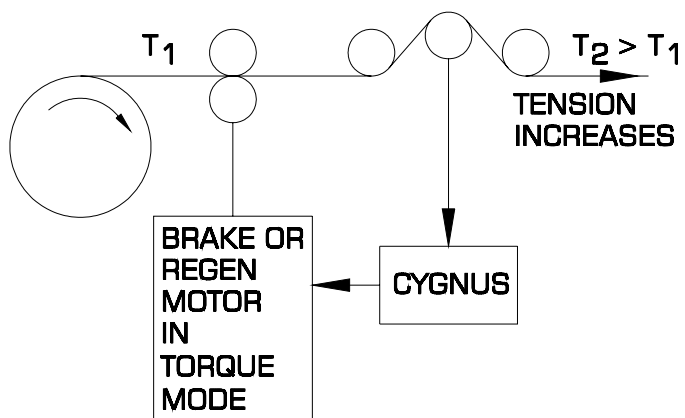 T1
T2 > T1
TENSION
INCREASES
BRAKE OR
REGEN
MOTOR
IN
TORQUE
MODE
CYGNUS